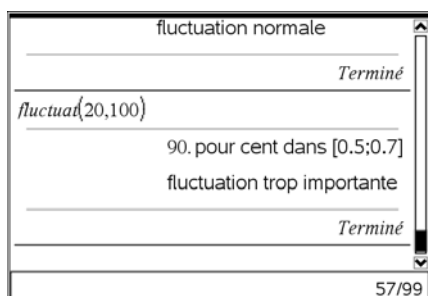 fluctuation normale
Terminé
fluctuat(20,100)
90. pour cent dans [0.5;0.7]
fluctuation trop importante
Terminé
57/99